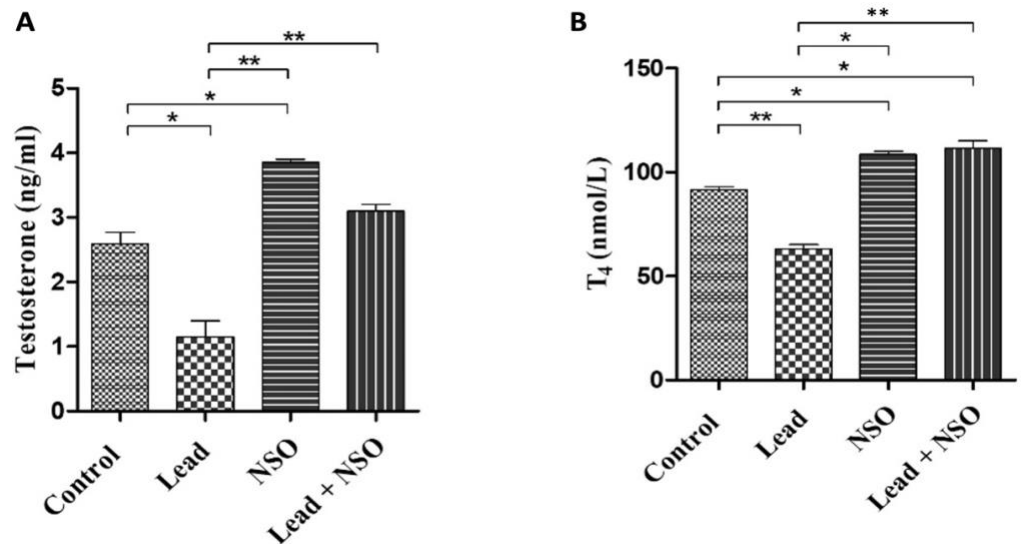 A
**
**
*
*
Testosterone (ng/ml)
5
4
3
2
1
0
Control
Lead
NSO
Lead + NSO
B
**
*
*
*
**
T₄ (nmol/L)
150
100
50
0
Control
Lead
NSO
Lead + NSO